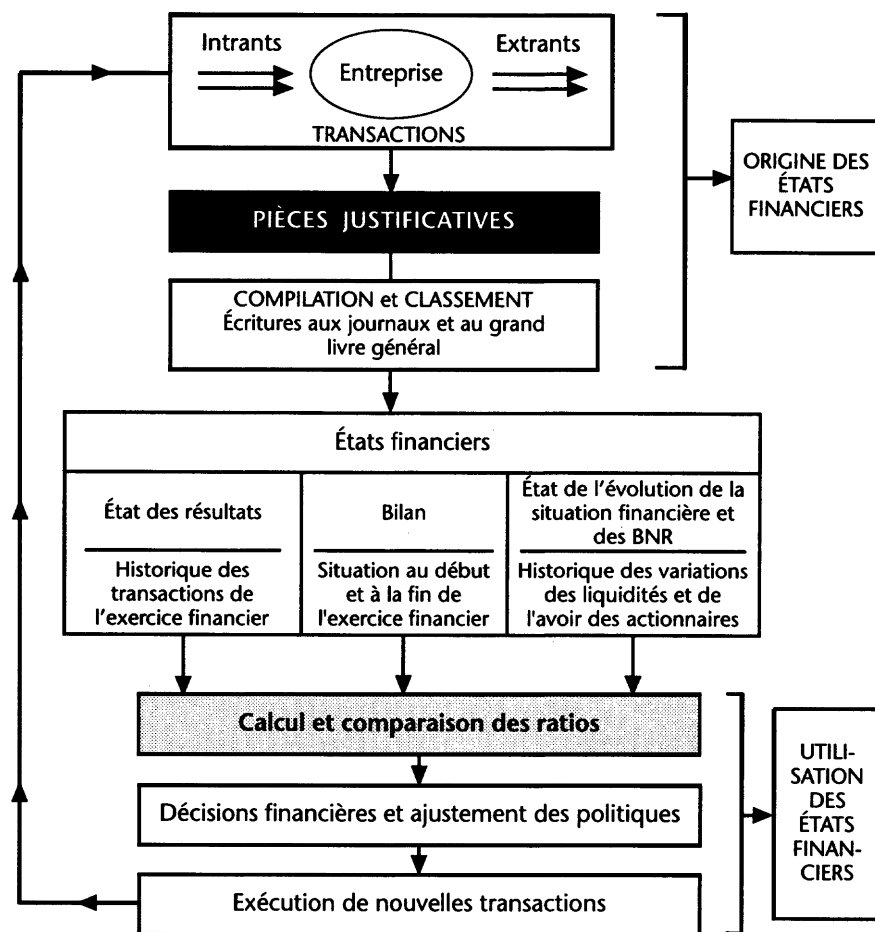 Intrants
Extrants
Entreprise
TRANSACTIONS
ORIGINE DES
ÉTATS
FINANCIERS
PIÈCES JUSTIFICATIVES
COMPILATION et CLASSEMENT
Écritures aux journaux et au grand
livre général
États financiers
État des résultats
Historique des
transactions de
l'exercice financier
Bilan
Situation au début
et à la fin de
l'exercice financier
État de l'évolution de la
situation financière et
des BNR
Historique des variations
des liquidités et de
l'avoir des actionnaires
Calcul et comparaison des ratios
Décisions financières et ajustement des politiques
Exécution de nouvelles transactions
UTILI-
SATION
DES
ÉTATS
FINAN-
CIERS